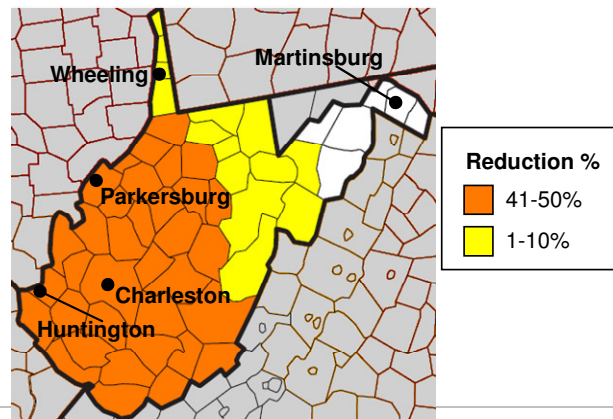 Wheeling
Martinsburg
Parkersburg
Charleston
Huntington
Reduction %
41-50%
1-10%